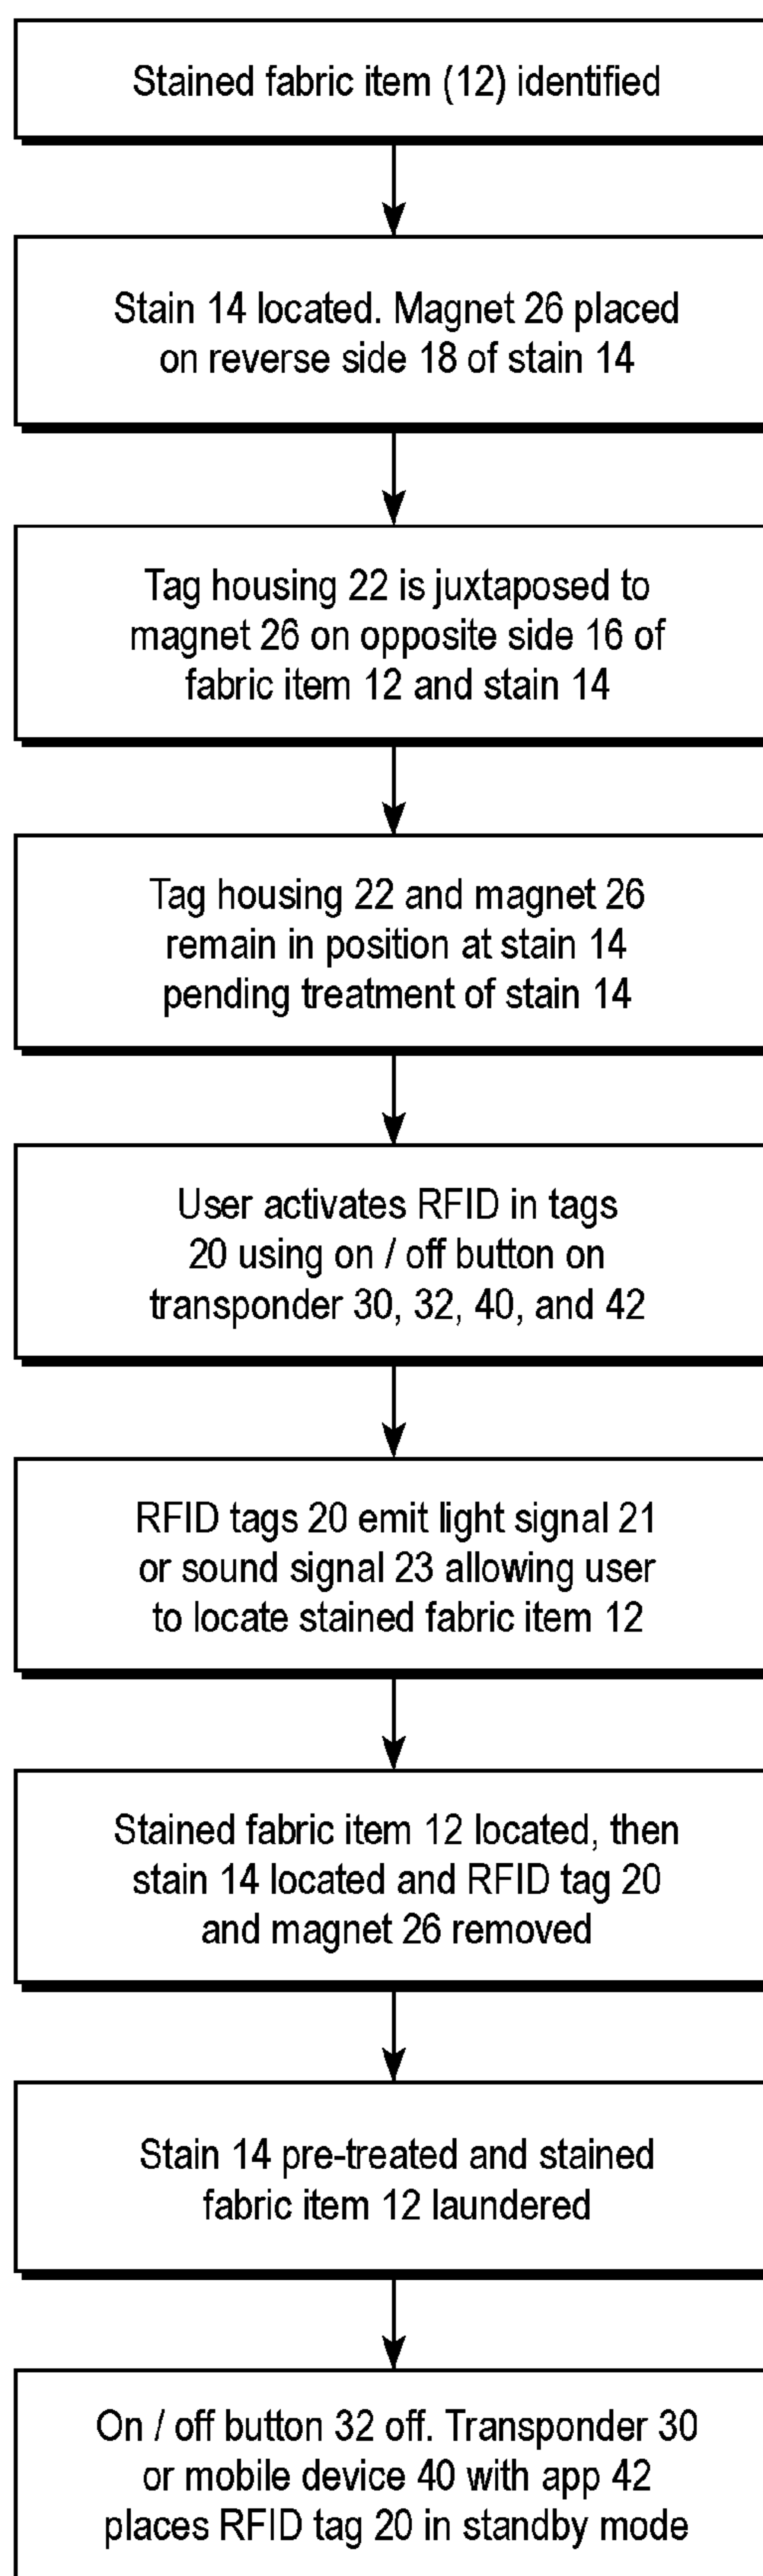 Stained fabric item (12) identified
Stain 14 located. Magnet 26 placed
on reverse side 18 of stain 14
Tag housing 22 is juxtaposed to
magnet 26 on opposite side 16 of
fabric item 12 and stain 14
Tag housing 22 and magnet 26
remain in position at stain 14
pending treatment of stain 14
User activates RFID in tags
20 using on / off button on
transponder 30, 32, 40, and 42
RFID tags 20 emit light signal 21
or sound signal 23 allowing user
to locate stained fabric item 12
Stained fabric item 12 located, then
stain 14 located and RFID tag 20
and magnet 26 removed
Stain 14 pre-treated and stained
fabric item 12 laundered
On / off button 32 off. Transponder 30
or mobile device 40 with app 42
places RFID tag 20 in standby mode